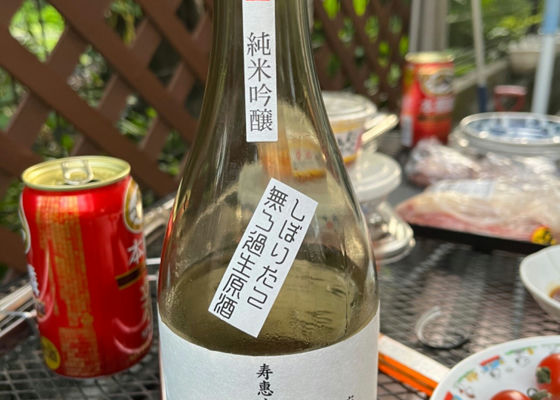 純米吟醸
しぼりたて
無ろ過生原酒
寿恵